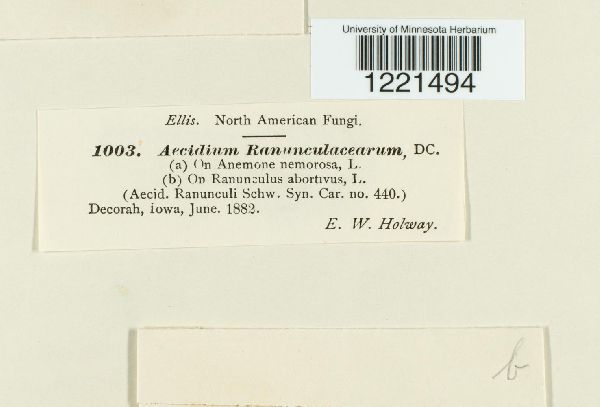 University of Minnesota Herbarium
1221494
Ellis. North American Fungi.
1003. Aecidium Ranunculacearum, DC.
(a) On Anemone nemorosa, L.
(b) On Ranunculus abortivus, L.
(Aecid. Ranunculi Schw. Syn. Car. no. 440.)
Decorah, Iowa, June. 1882.
E. W. Holway.
b